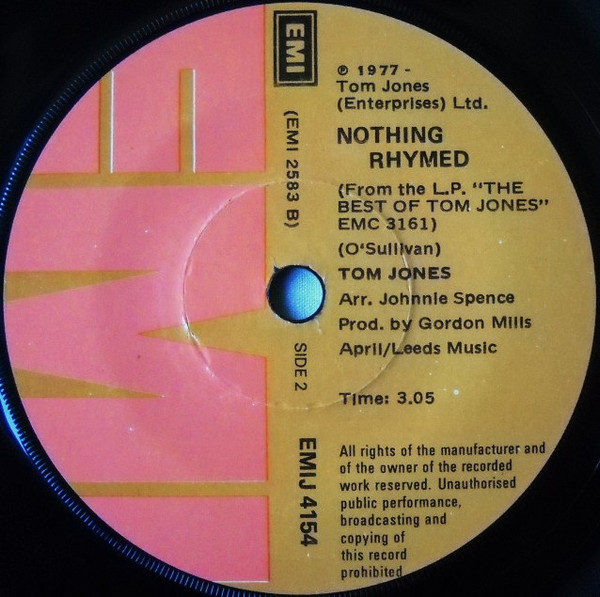 EMI
℗ 1977 -
Tom Jones
(Enterprises) Ltd.
NOTHING
RHYMED
(From the L.P. "THE
BEST OF TOM JONES"
EMC 3161)
(O'Sullivan)
TOM JONES
Arr. Johnnie Spence
Prod. by Gordon Mills
April/Leeds Music
Time: 3.05
All rights of the manufacturer and
of the owner of the recorded
work reserved. Unauthorised
public performance,
broadcasting and
copying of
this record
prohibited
(EMI 2583 B)
SIDE 2
EMIJ 4154
EMI